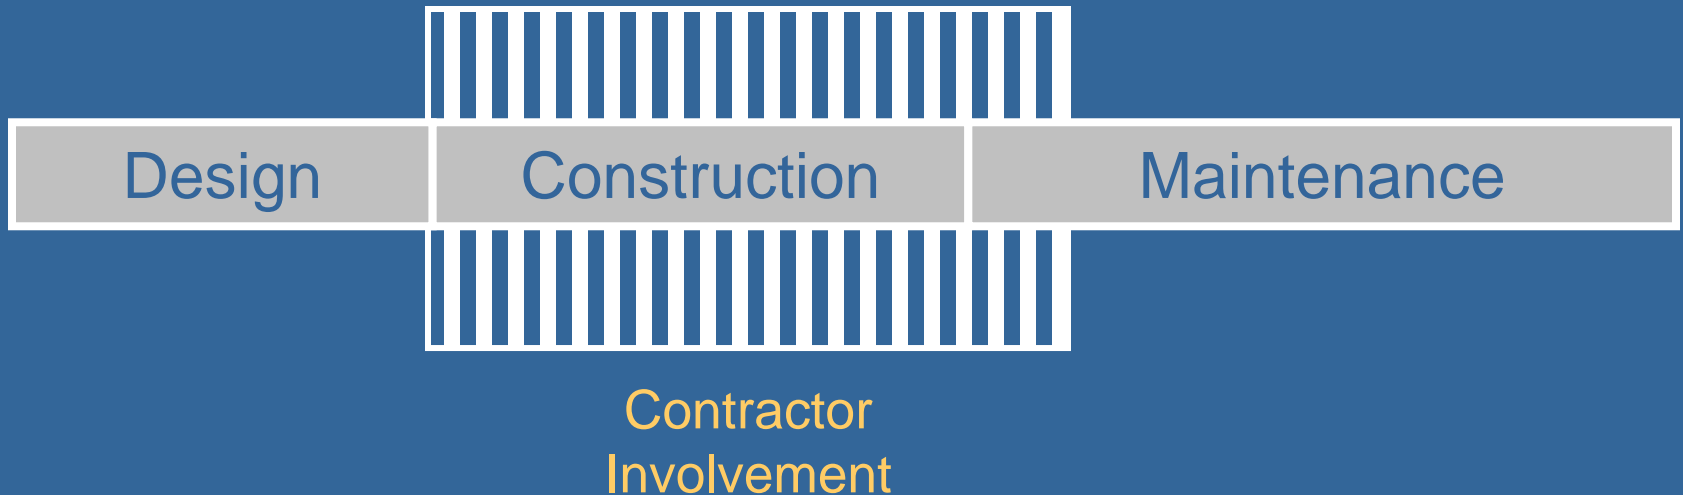 Design Construction Maintenance
Contractor
Involvement